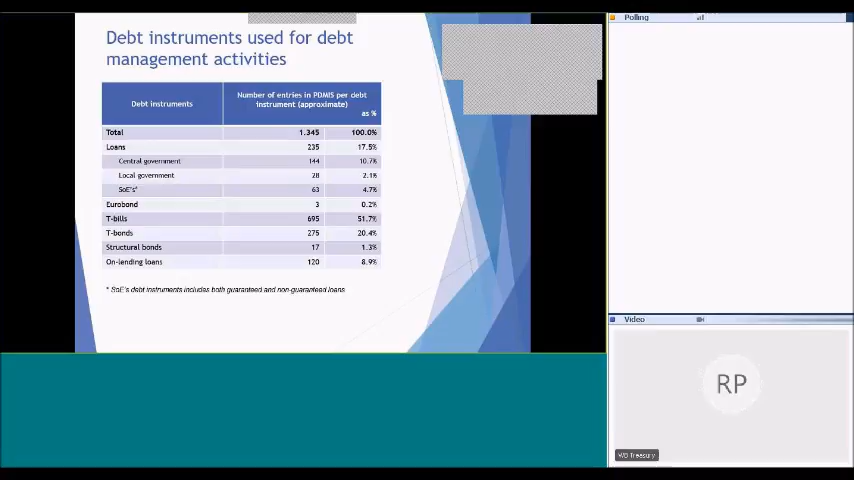 Polling
Debt instruments used for debt
management activities
Debt instruments
Number of entries in PDMIS per debt
instrument (approximate)
as %
Total 1.345 100.0%
Loans 235 17.5%
Central government 144 10.7%
Local government 28 2.1%
SoE's* 63 4.7%
Eurobond 3 0.2%
T-bills 695 51.7%
T-bonds 275 20.4%
Structural bonds 17 1.3%
On-lending loans 120 8.9%
* SoE's debt instruments includes both guaranteed and non-guaranteed loans
Video
RP
WB Treasury